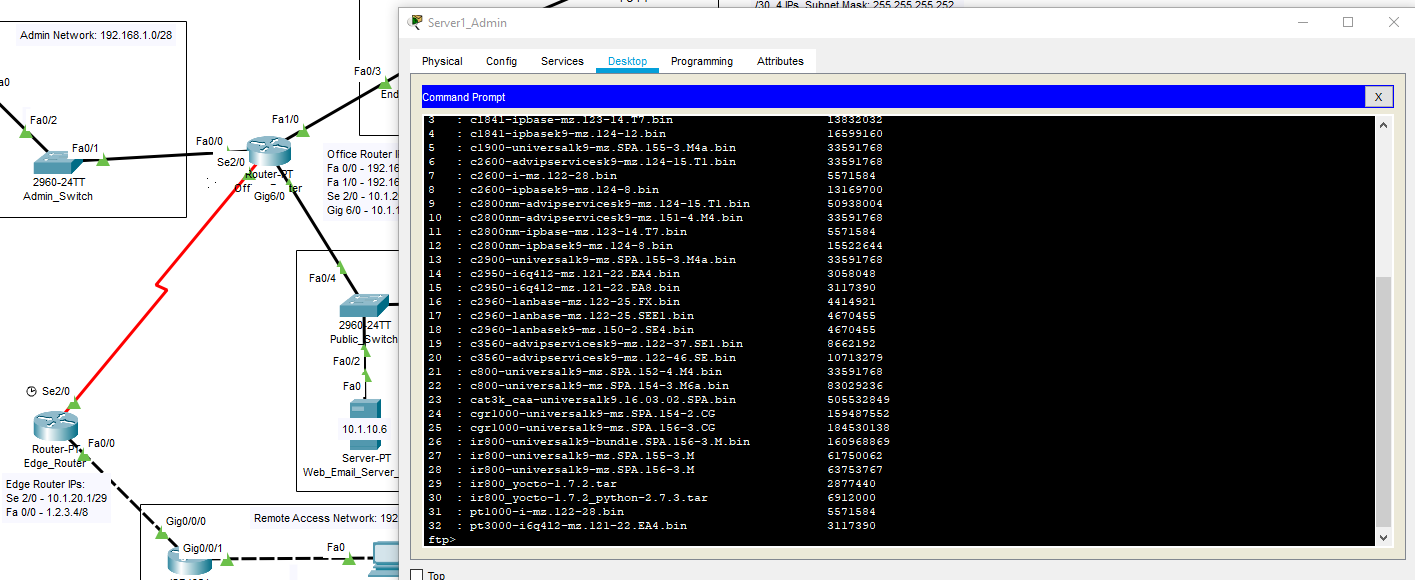 /30, 4 IPs, Subnet Mask: 255.255.255.252
Admin Network: 192.168.1.0/28
Fa0/3
End
Fa0/2
Fa0/1
2960-24TT
Admin_Switch
Fa1/0
Fa0/0
Se2/0
Router-PT
Gig6/0
Office Router
Fa 0/0 - 192.16
Fa 1/0 - 192.16
Se 2/0 - 10.1.2
Gig 6/0 - 10.1.1
Fa0/4
2960-24TT
Public_Switch
Fa0/2
Fa0
10.1.10.6
Server-PT
Web_Email_Server_
Se2/0
Router-PT
Edge_Router
Fa0/0
Edge Router IPs:
Se 2/0 - 10.1.20.1/29
Fa 0/0 - 1.2.3.4/8
Remote Access Network: 192
Gig0/0/0
Gig0/0/1
Fa0
Server1_Admin
Physical Config Services Desktop Programming Attributes
Command Prompt
X
3 : c1841-ipbase-mz.123-14.T7.bin 13832032
4 : c1841-ipbasek9-mz.124-12.bin 16599160
5 : c1900-universalk9-mz.SPA.155-3.M4a.bin 33591768
6 : c2600-advipservicesk9-mz.124-15.T1.bin 33591768
7 : c2600-i-mz.122-28.bin 5571584
8 : c2600-ipbasek9-mz.124-8.bin 13169700
9 : c2800nm-advipservicesk9-mz.124-15.T1.bin 50938004
10 : c2800nm-advipservicesk9-mz.151-4.M4.bin 33591768
11 : c2800nm-ipbase-mz.123-14.T7.bin 5571584
12 : c2800nm-ipbasek9-mz.124-8.bin 15522644
13 : c2900-universalk9-mz.SPA.155-3.M4a.bin 33591768
14 : c2950-i6q4l2-mz.121-22.EA4.bin 3058048
15 : c2950-i6q4l2-mz.121-22.EA8.bin 3117390
16 : c2960-lanbase-mz.122-25.FX.bin 4414921
17 : c2960-lanbase-mz.122-25.SEE1.bin 4670455
18 : c2960-lanbasek9-mz.150-2.SE4.bin 4670455
19 : c3560-advipservicesk9-mz.122-37.SE1.bin 8662192
20 : c3560-advipservicesk9-mz.122-46.SE.bin 10713279
21 : c800-universalk9-mz.SPA.152-4.M4.bin 33591768
22 : c800-universalk9-mz.SPA.154-3.M6a.bin 83029236
23 : cat3k_caa-universalk9.16.03.02.SPA.bin 505532849
24 : cgr1000-universalk9-mz.SPA.154-2.CG 159487552
25 : cgr1000-universalk9-mz.SPA.156-3.CG 184530138
26 : ir800-universalk9-bundle.SPA.156-3.M.bin 160968869
27 : ir800-universalk9-mz.SPA.155-3.M 61750062
28 : ir800-universalk9-mz.SPA.156-3.M 63753767
29 : ir800_yocto-1.7.2.tar 2877440
30 : ir800_yocto-1.7.2_python-2.7.3.tar 6912000
31 : pt1000-i-mz.122-28.bin 5571584
32 : pt3000-i6q4l2-mz.121-22.EA4.bin 3117390
ftp>
Top